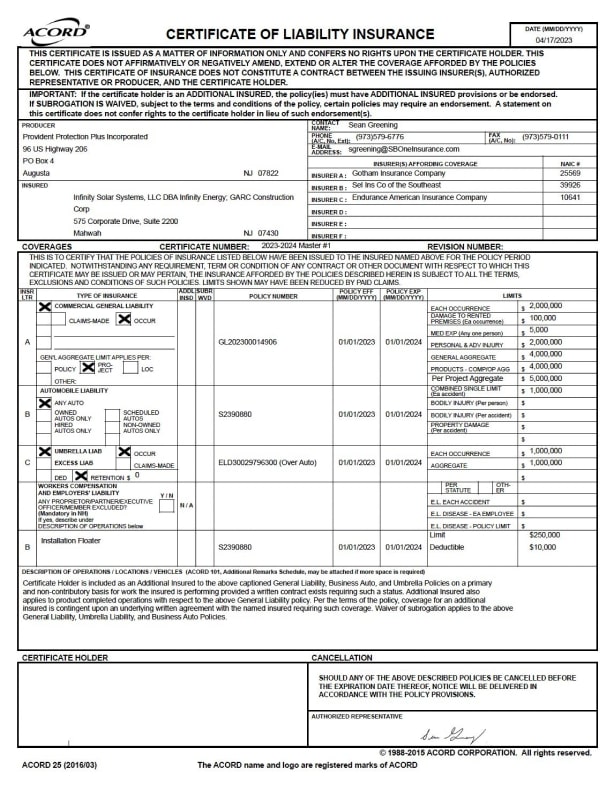 ACORD®
CERTIFICATE OF LIABILITY INSURANCE
DATE (MM/DD/YYYY)
04/17/2023
THIS CERTIFICATE IS ISSUED AS A MATTER OF INFORMATION ONLY AND CONFERS NO RIGHTS UPON THE CERTIFICATE HOLDER. THIS
CERTIFICATE DOES NOT AFFIRMATIVELY OR NEGATIVELY AMEND, EXTEND OR ALTER THE COVERAGE AFFORDED BY THE POLICIES
BELOW. THIS CERTIFICATE OF INSURANCE DOES NOT CONSTITUTE A CONTRACT BETWEEN THE ISSUING INSURER(S), AUTHORIZED
REPRESENTATIVE OR PRODUCER, AND THE CERTIFICATE HOLDER.
IMPORTANT: If the certificate holder is an ADDITIONAL INSURED, the policy(ies) must have ADDITIONAL INSURED provisions or be endorsed.
If SUBROGATION IS WAIVED, subject to the terms and conditions of the policy, certain policies may require an endorsement. A statement on
this certificate does not confer rights to the certificate holder in lieu of such endorsement(s).
PRODUCER
Provident Protection Plus Incorporated
96 US Highway 206
PO Box 4
Augusta NJ 07822
CONTACT NAME: Sean Greening
PHONE (A/C, No, Ext): (973)579-6776 FAX (A/C, No): (973)579-0111
E-MAIL ADDRESS: sgreening@SBOneInsurance.com
INSURER(S) AFFORDING COVERAGE NAIC #
INSURER A : Gotham Insurance Company 25569
INSURED
Infinity Solar Systems, LLC DBA Infinity Energy; GARC Construction
Corp
575 Corporate Drive, Suite 2200
Mahwah NJ 07430
INSURER B : Sel Ins Co of the Southeast 39926
INSURER C : Endurance American Insurance Company 10641
INSURER D :
INSURER E :
INSURER F :
COVERAGES CERTIFICATE NUMBER: 2023-2024 Master #1 REVISION NUMBER:
THIS IS TO CERTIFY THAT THE POLICIES OF INSURANCE LISTED BELOW HAVE BEEN ISSUED TO THE INSURED NAMED ABOVE FOR THE POLICY PERIOD
INDICATED. NOTWITHSTANDING ANY REQUIREMENT, TERM OR CONDITION OF ANY CONTRACT OR OTHER DOCUMENT WITH RESPECT TO WHICH THIS
CERTIFICATE MAY BE ISSUED OR MAY PERTAIN, THE INSURANCE AFFORDED BY THE POLICIES DESCRIBED HEREIN IS SUBJECT TO ALL THE TERMS,
EXCLUSIONS AND CONDITIONS OF SUCH POLICIES. LIMITS SHOWN MAY HAVE BEEN REDUCED BY PAID CLAIMS.
INSR LTR TYPE OF INSURANCE ADDL INSD SUBR WVD POLICY NUMBER POLICY EFF (MM/DD/YYYY) POLICY EXP (MM/DD/YYYY) LIMITS
X COMMERCIAL GENERAL LIABILITY
CLAIMS-MADE X OCCUR
A GL202300014906 01/01/2023 01/01/2024
GEN'L AGGREGATE LIMIT APPLIES PER:
POLICY X PRO-JECT LOC
OTHER:
EACH OCCURRENCE $ 2,000,000
DAMAGE TO RENTED PREMISES (Ea occurrence) $ 100,000
MED EXP (Any one person) $ 5,000
PERSONAL & ADV INJURY $ 2,000,000
GENERAL AGGREGATE $ 4,000,000
PRODUCTS - COMP/OP AGG $ 4,000,000
Per Project Aggregate $ 5,000,000
AUTOMOBILE LIABILITY
X ANY AUTO
OWNED AUTOS ONLY SCHEDULED AUTOS
HIRED AUTOS ONLY NON-OWNED AUTOS ONLY
B S2390880 01/01/2023 01/01/2024
COMBINED SINGLE LIMIT (Ea accident) $ 1,000,000
BODILY INJURY (Per person) $
BODILY INJURY (Per accident) $
PROPERTY DAMAGE (Per accident) $
$
X UMBRELLA LIAB X OCCUR
EXCESS LIAB CLAIMS-MADE
DED X RETENTION $ 0
C ELD30029796300 (Over Auto) 01/01/2023 01/01/2024
EACH OCCURRENCE $ 1,000,000
AGGREGATE $ 1,000,000
$
WORKERS COMPENSATION
AND EMPLOYERS' LIABILITY Y / N
ANY PROPRIETOR/PARTNER/EXECUTIVE
OFFICER/MEMBER EXCLUDED? N / A
(Mandatory in NH)
If yes, describe under
DESCRIPTION OF OPERATIONS below
PER STATUTE OTH-ER
E.L. EACH ACCIDENT $
E.L. DISEASE - EA EMPLOYEE $
E.L. DISEASE - POLICY LIMIT $
B Installation Floater S2390880 01/01/2023 01/01/2024
Limit $250,000
Deductible $10,000
DESCRIPTION OF OPERATIONS / LOCATIONS / VEHICLES (ACORD 101, Additional Remarks Schedule, may be attached if more space is required)
Certificate Holder is included as an Additional Insured to the above captioned General Liability, Business Auto, and Umbrella Policies on a primary
and non-contributory basis for work the insured is performing provided a written contract exists requiring such a status. Additional Insured also
applies to product completed operations with respect to the above General Liability policy. Per the terms of the policy, coverage for an additional
insured is contingent upon an underlying written agreement with the named insured requiring such coverage. Waiver of subrogation applies to the above
General Liability, Umbrella Liability, and Business Auto Policies.
CERTIFICATE HOLDER
CANCELLATION
SHOULD ANY OF THE ABOVE DESCRIBED POLICIES BE CANCELLED BEFORE
THE EXPIRATION DATE THEREOF, NOTICE WILL BE DELIVERED IN
ACCORDANCE WITH THE POLICY PROVISIONS.
AUTHORIZED REPRESENTATIVE
© 1988-2015 ACORD CORPORATION. All rights reserved.
ACORD 25 (2016/03) The ACORD name and logo are registered marks of ACORD